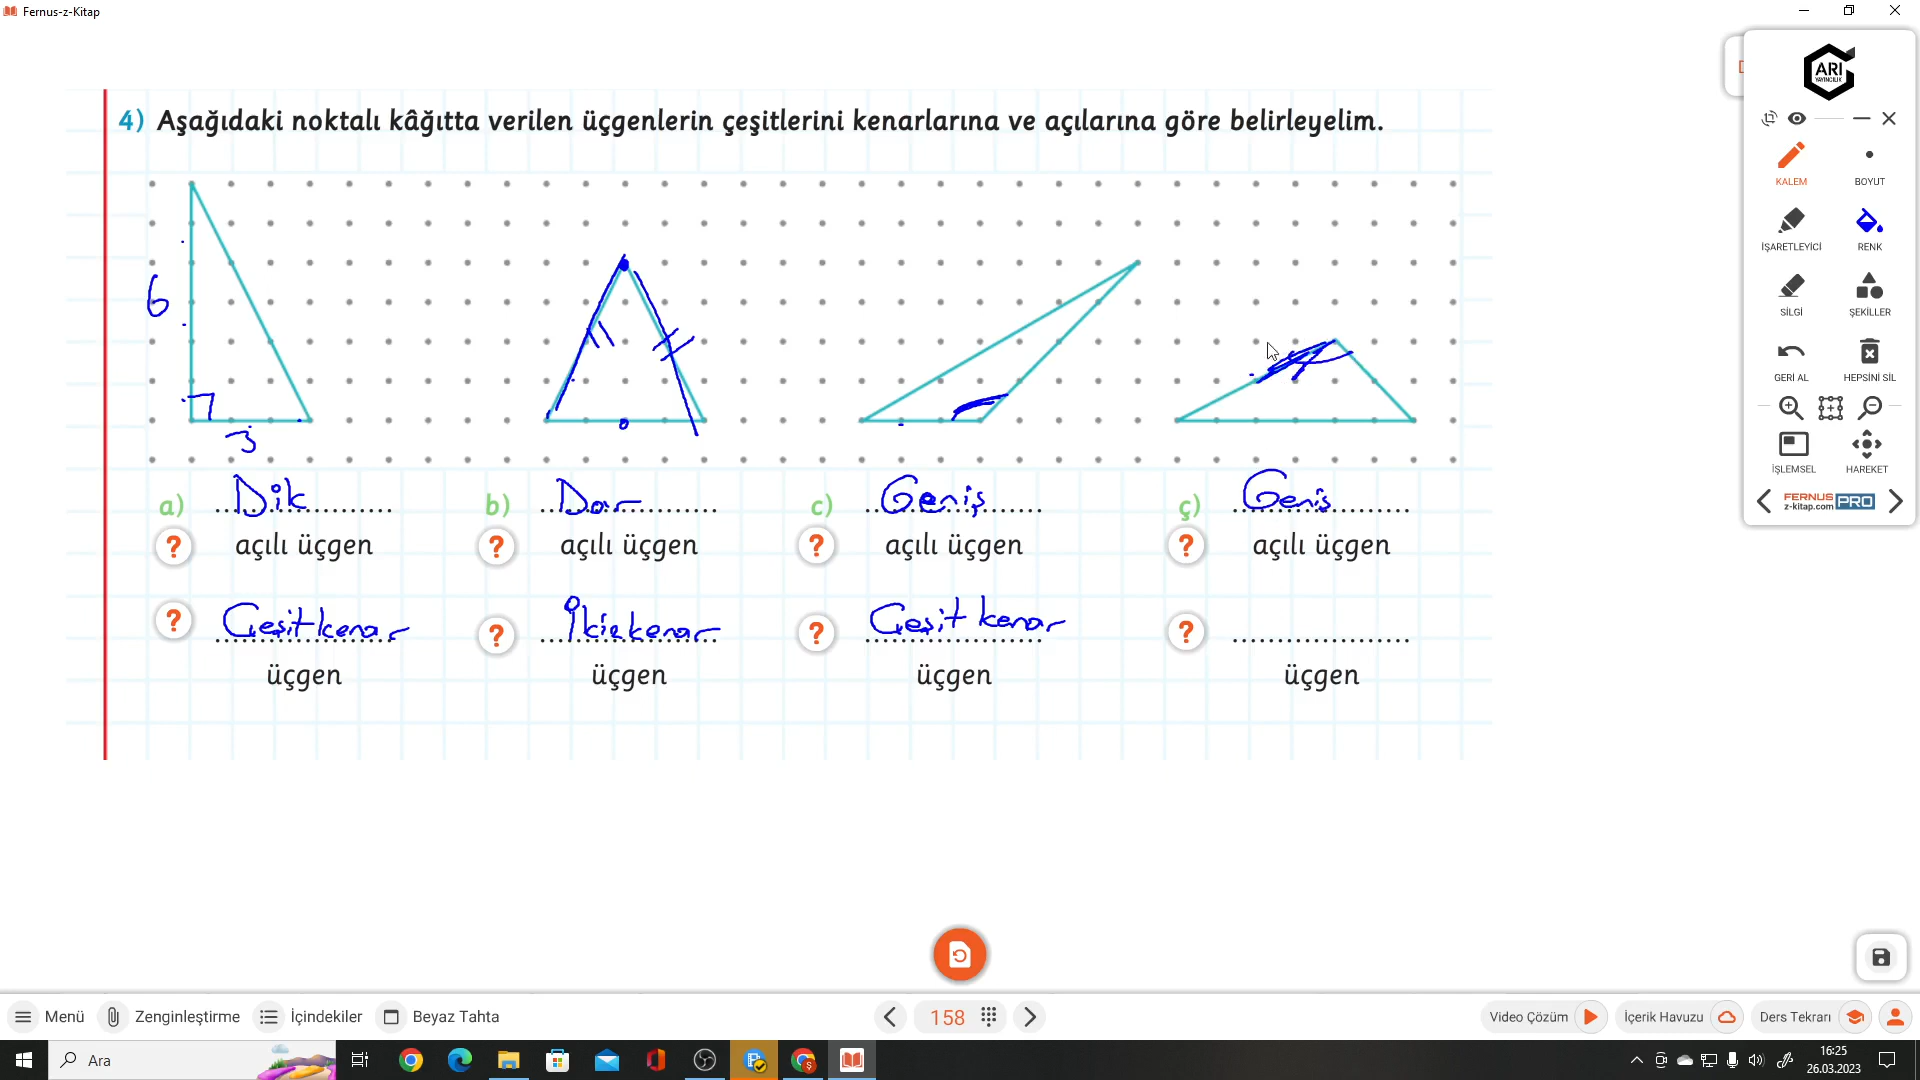 Fernus-z-Kitap
4) Aşağıdaki noktalı kâğıtta verilen üçgenlerin çeşitlerini kenarlarına ve açılarına göre belirleyelim.
6
3
a) Dik b) Dar c) Geniş ç) Geniş
? açılı üçgen ? açılı üçgen ? açılı üçgen ? açılı üçgen
? Çeşitkenar ? İkizkenar ? Çeşit kenar ?
üçgen üçgen üçgen üçgen
ARI
YAYINCILIK
KALEM BOYUT
İŞARETLEYİCİ RENK
SİLGİ ŞEKİLLER
GERİ AL HEPSİNİ SİL
İŞLEMSEL HAREKET
FERNUS
z-kitap.com PRO
Menü Zenginleştirme İçindekiler Beyaz Tahta 158 Video Çözüm İçerik Havuzu Ders Tekrarı
Ara
16:25
26.03.2023